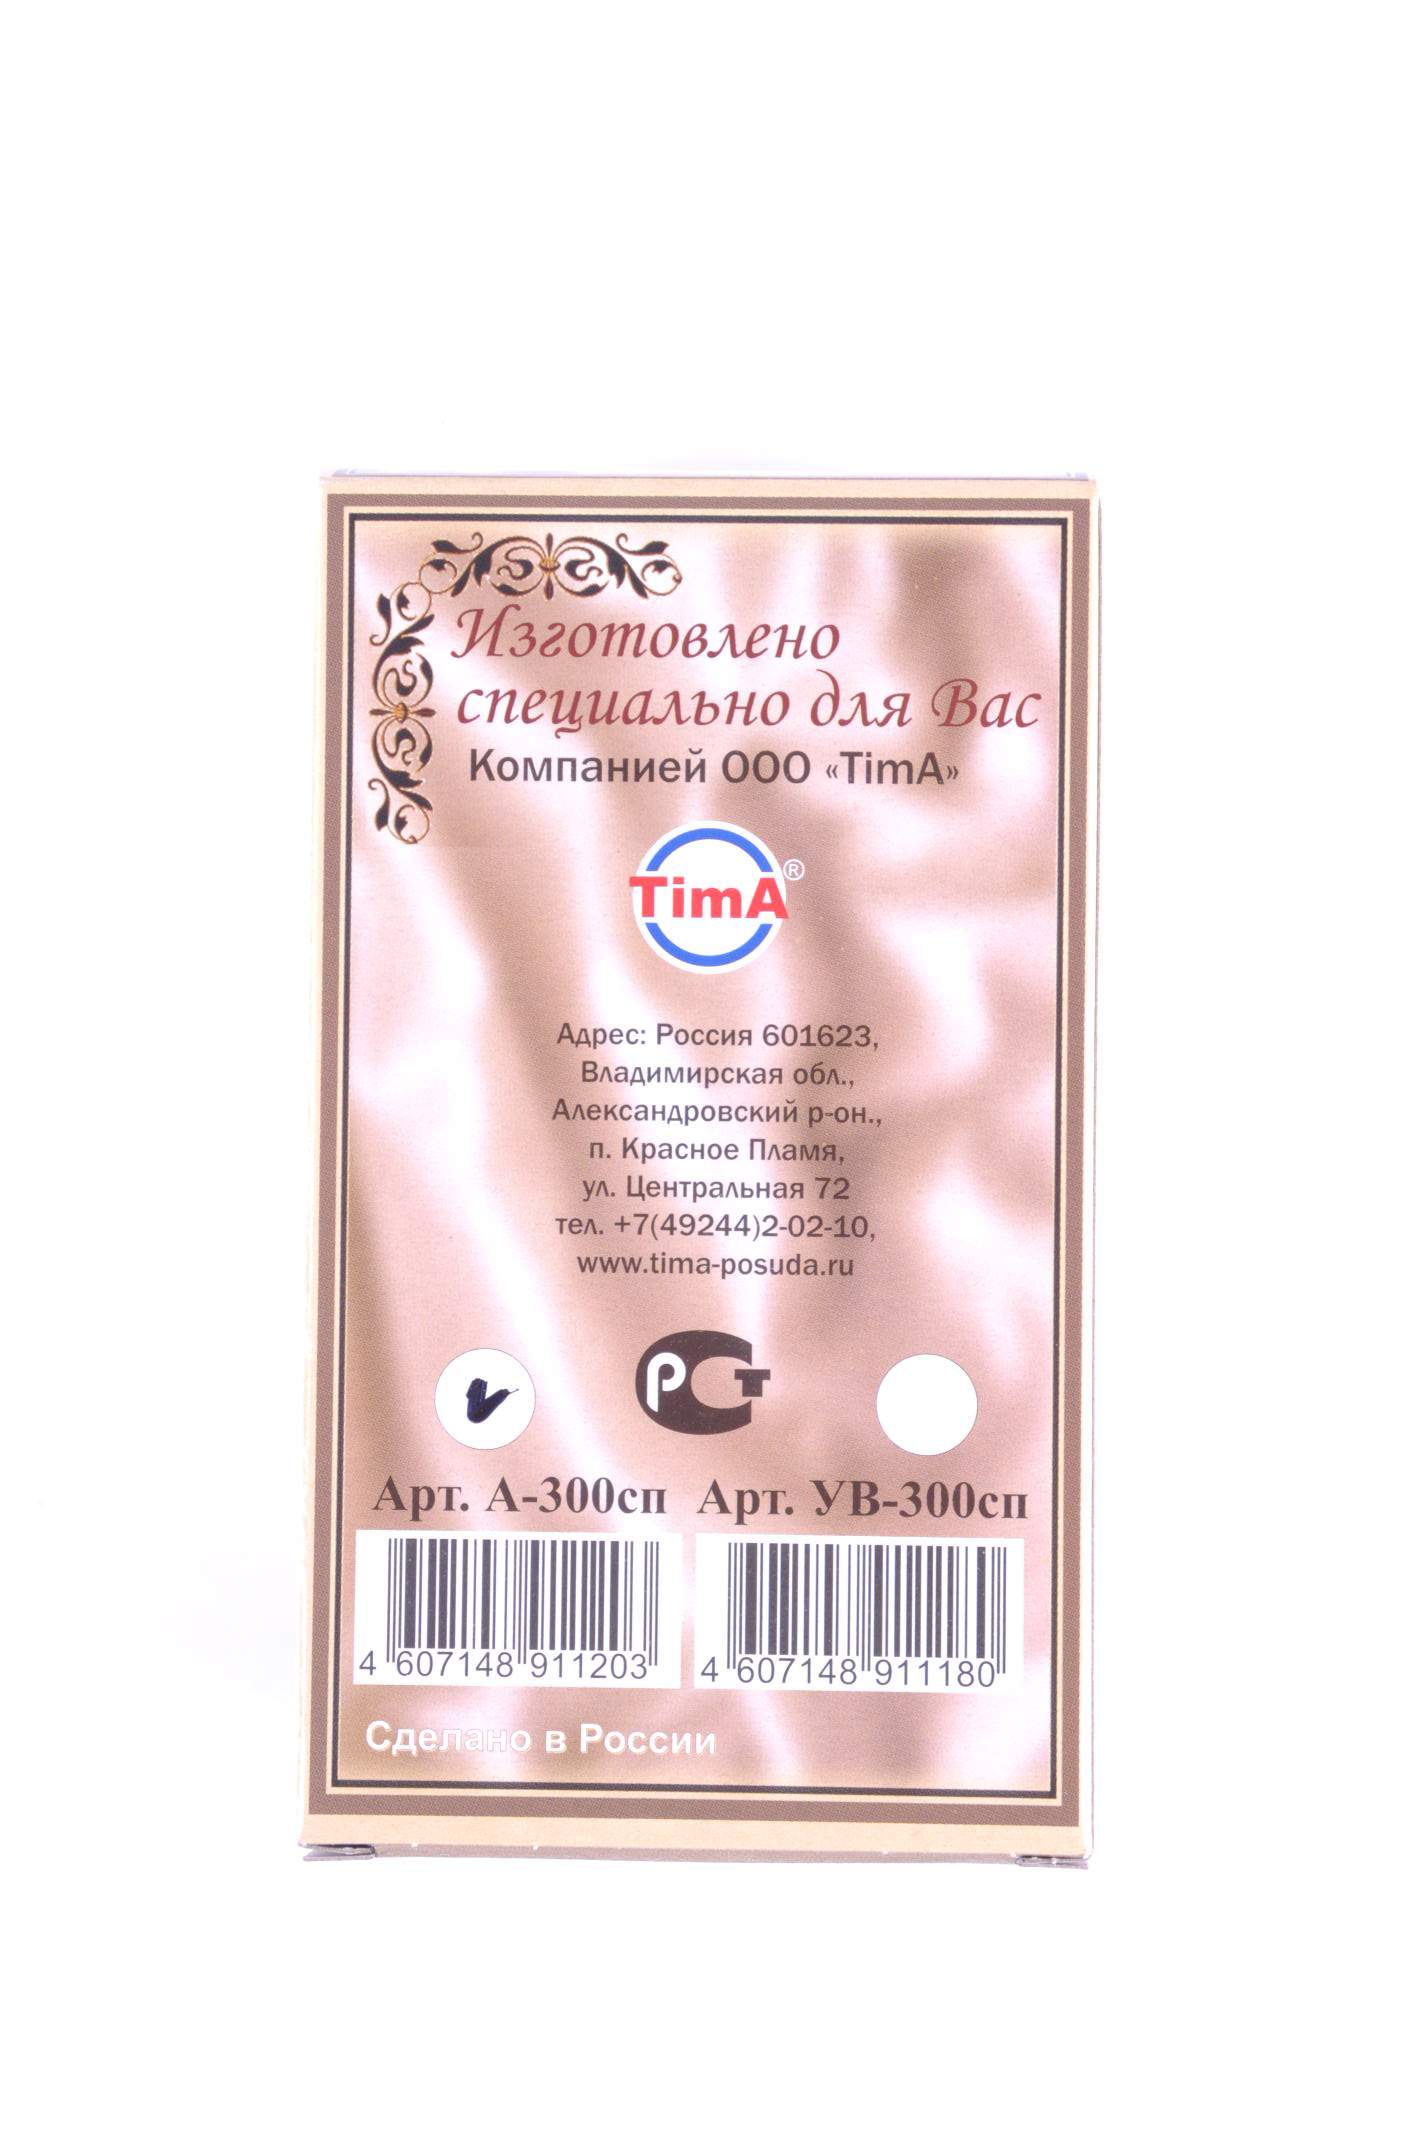 Изготовлено
специально для Вас
Компанией ООО «TimA»
TimA®
Адрес: Россия 601623,
Владимирская обл.,
Александровский р-он.,
п. Красное Пламя,
ул. Центральная 72
тел. +7(49244)2-02-10,
www.tima-posuda.ru
РСТ
Арт. А-300сп Арт. УВ-300сп
4 607148 911203 4 607148 911180
Сделано в России